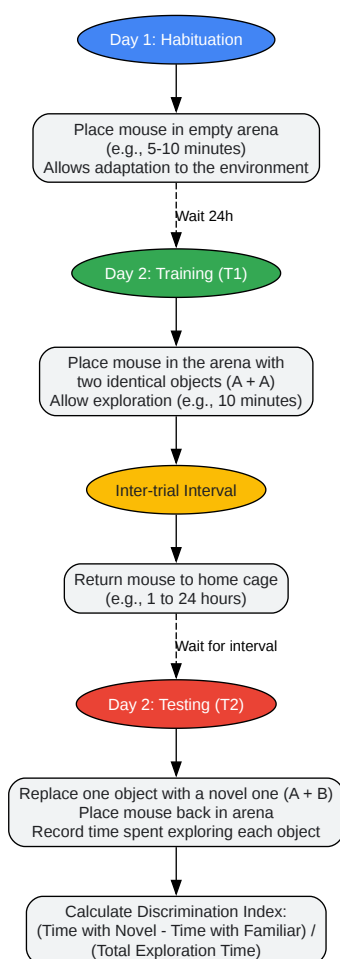 Day 1: Habituation
Place mouse in empty arena
(e.g., 5-10 minutes)
Allows adaptation to the environment
Wait 24h
Day 2: Training (T1)
Place mouse in the arena with
two identical objects (A + A)
Allow exploration (e.g., 10 minutes)
Inter-trial Interval
Return mouse to home cage
(e.g., 1 to 24 hours)
Wait for interval
Day 2: Testing (T2)
Replace one object with a novel one (A + B)
Place mouse back in arena
Record time spent exploring each object
Calculate Discrimination Index:
(Time with Novel - Time with Familiar) /
(Total Exploration Time)